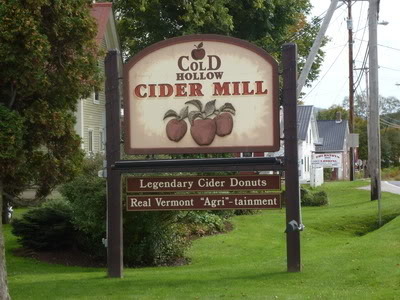 COLD
HOLLOW
CIDER MILL
Legendary Cider Donuts
Real Vermont "Agri"-tainment